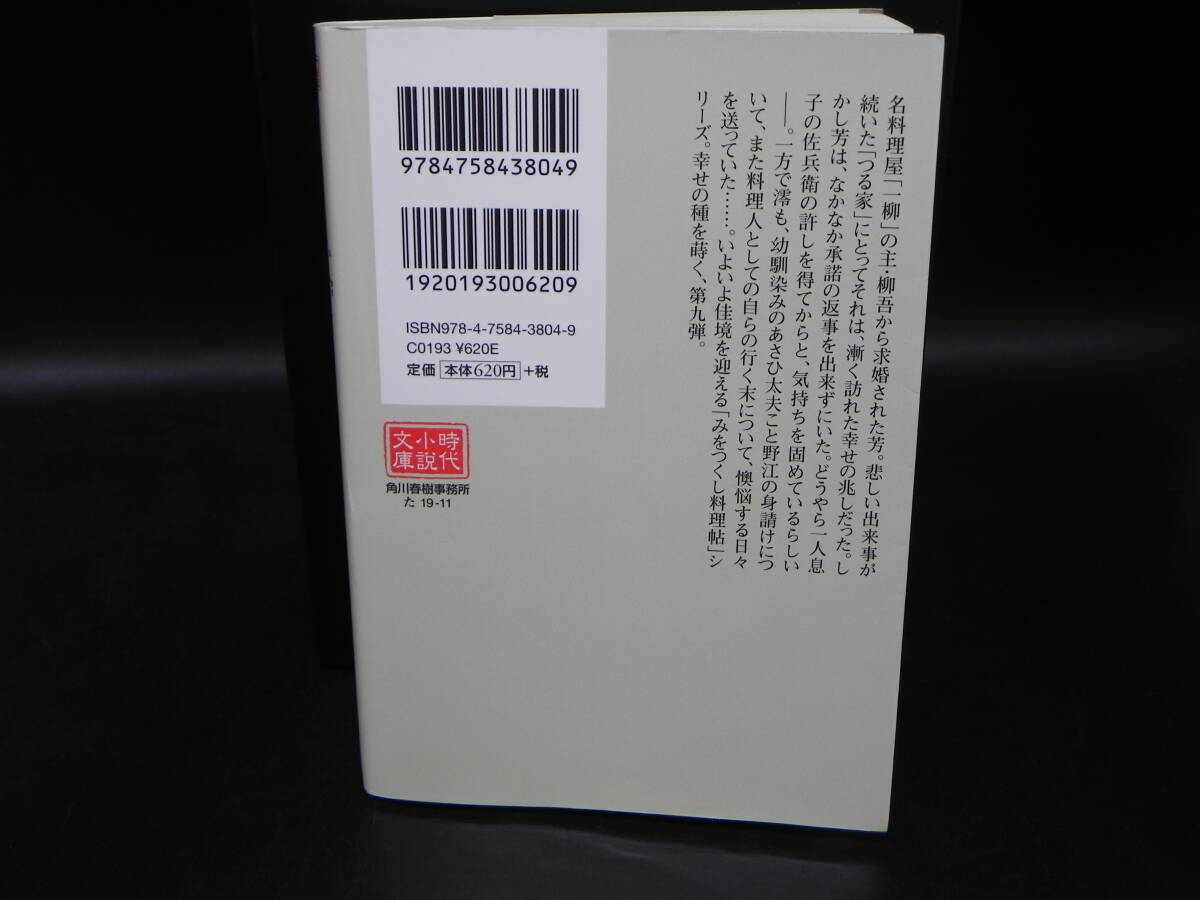 名料理屋「一柳」の主・柳吾から求婚された芳。悲しい出来事が
続いた「つる家」にとってそれは、漸く訪れた幸せの兆しだった。し
かし芳は、なかなか承諾の返事を出来ずにいた。どうやら一人息
子の佐兵衛の許しを得てからと、気持ちを固めているらしい
――。一方で澪も、幼馴染みのあさひ太夫こと野江の身請けにつ
いて、また料理人としての自らの行く末について、懊悩する日々
を送っていた……。いよいよ佳境を迎える「みをつくし料理帖」シ
リーズ。幸せの種を蒔く、第九弾。
9784758438049
1920193006209
ISBN978-4-7584-3804-9
C0193 ¥620E
定価 本体620円 +税
時代
小説
文庫
角川春樹事務所
た 19-11